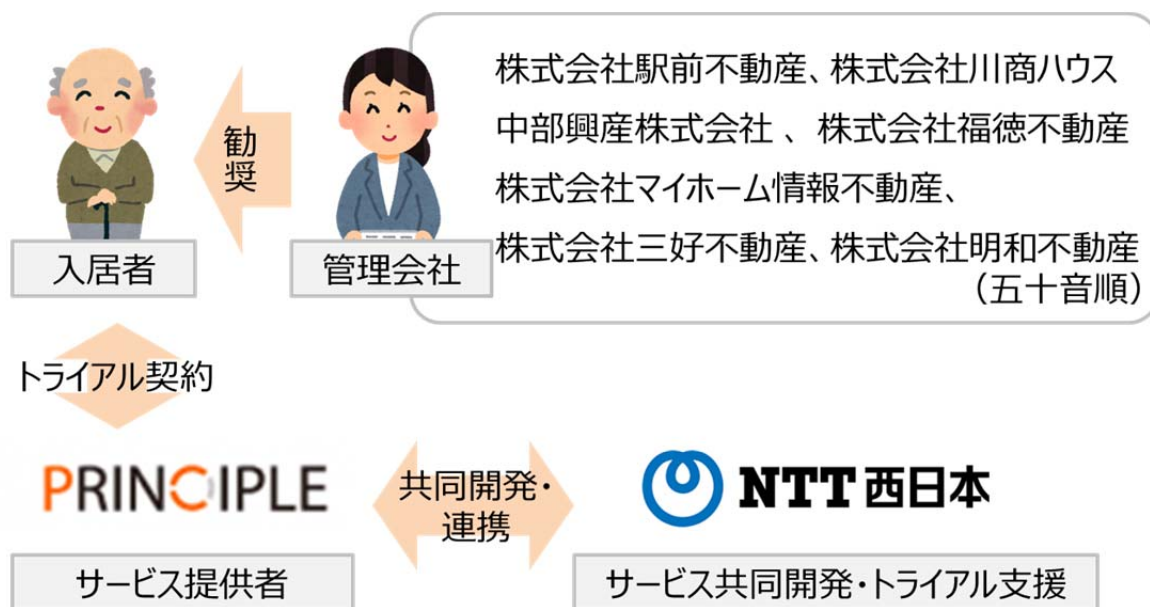 株式会社駅前不動産、株式会社川商ハウス
中部興産株式会社 、 株式会社福徳不動産
株式会社マイホーム情報不動産、
株式会社三好不動産、株式会社明和不動産
（五十音順）
勧奨
入居者
管理会社
トライアル契約
PRINCIPLE
共同開発・
連携
NTT西日本
サービス提供者
サービス共同開発・トライアル支援